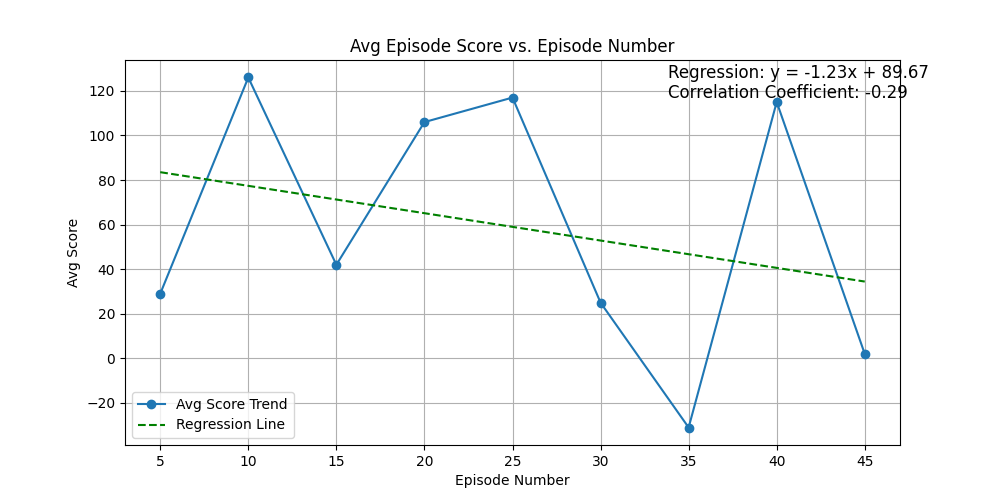 Avg Episode Score vs. Episode Number
Regression: y = -1.23x + 89.67
Correlation Coefficient: -0.29
120
100
80
60
40
20
0
−20
Avg Score
Avg Score Trend
Regression Line
5 10 15 20 25 30 35 40 45
Episode Number